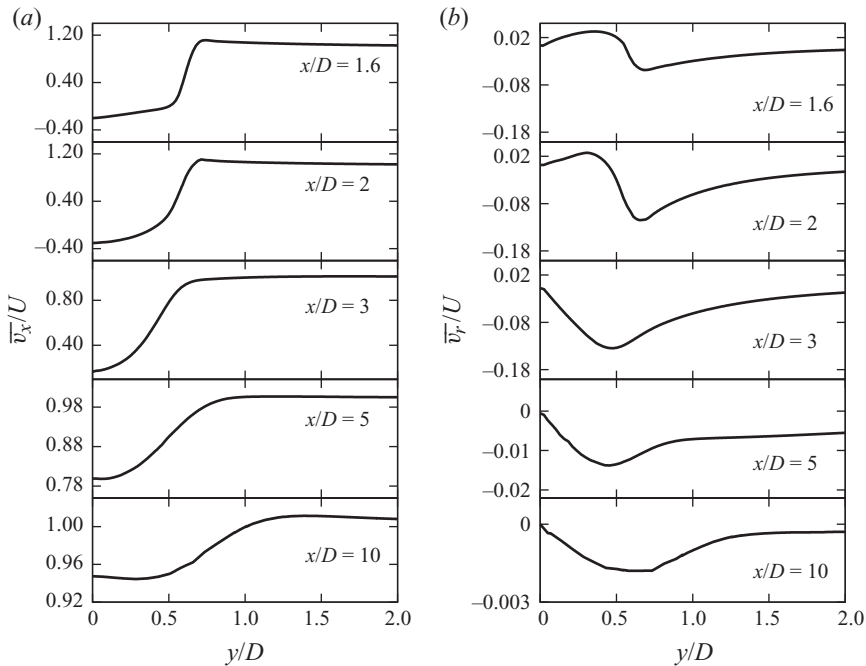 (a)
1.20
0.40
–0.40
x/D = 1.6
1.20
0.40
–0.40
x/D = 2
0.80
0.40
x/D = 3
v̅x/U
0.98
0.88
0.78
x/D = 5
1.00
0.96
0.92
x/D = 10
0 0.5 1.0 1.5 2.0
y/D
(b)
0.02
–0.08
–0.18
x/D = 1.6
0.02
–0.08
–0.18
x/D = 2
0.02
–0.08
–0.18
x/D = 3
v̅r/U
0
–0.01
–0.02
x/D = 5
0
–0.003
x/D = 10
0 0.5 1.0 1.5 2.0
y/D